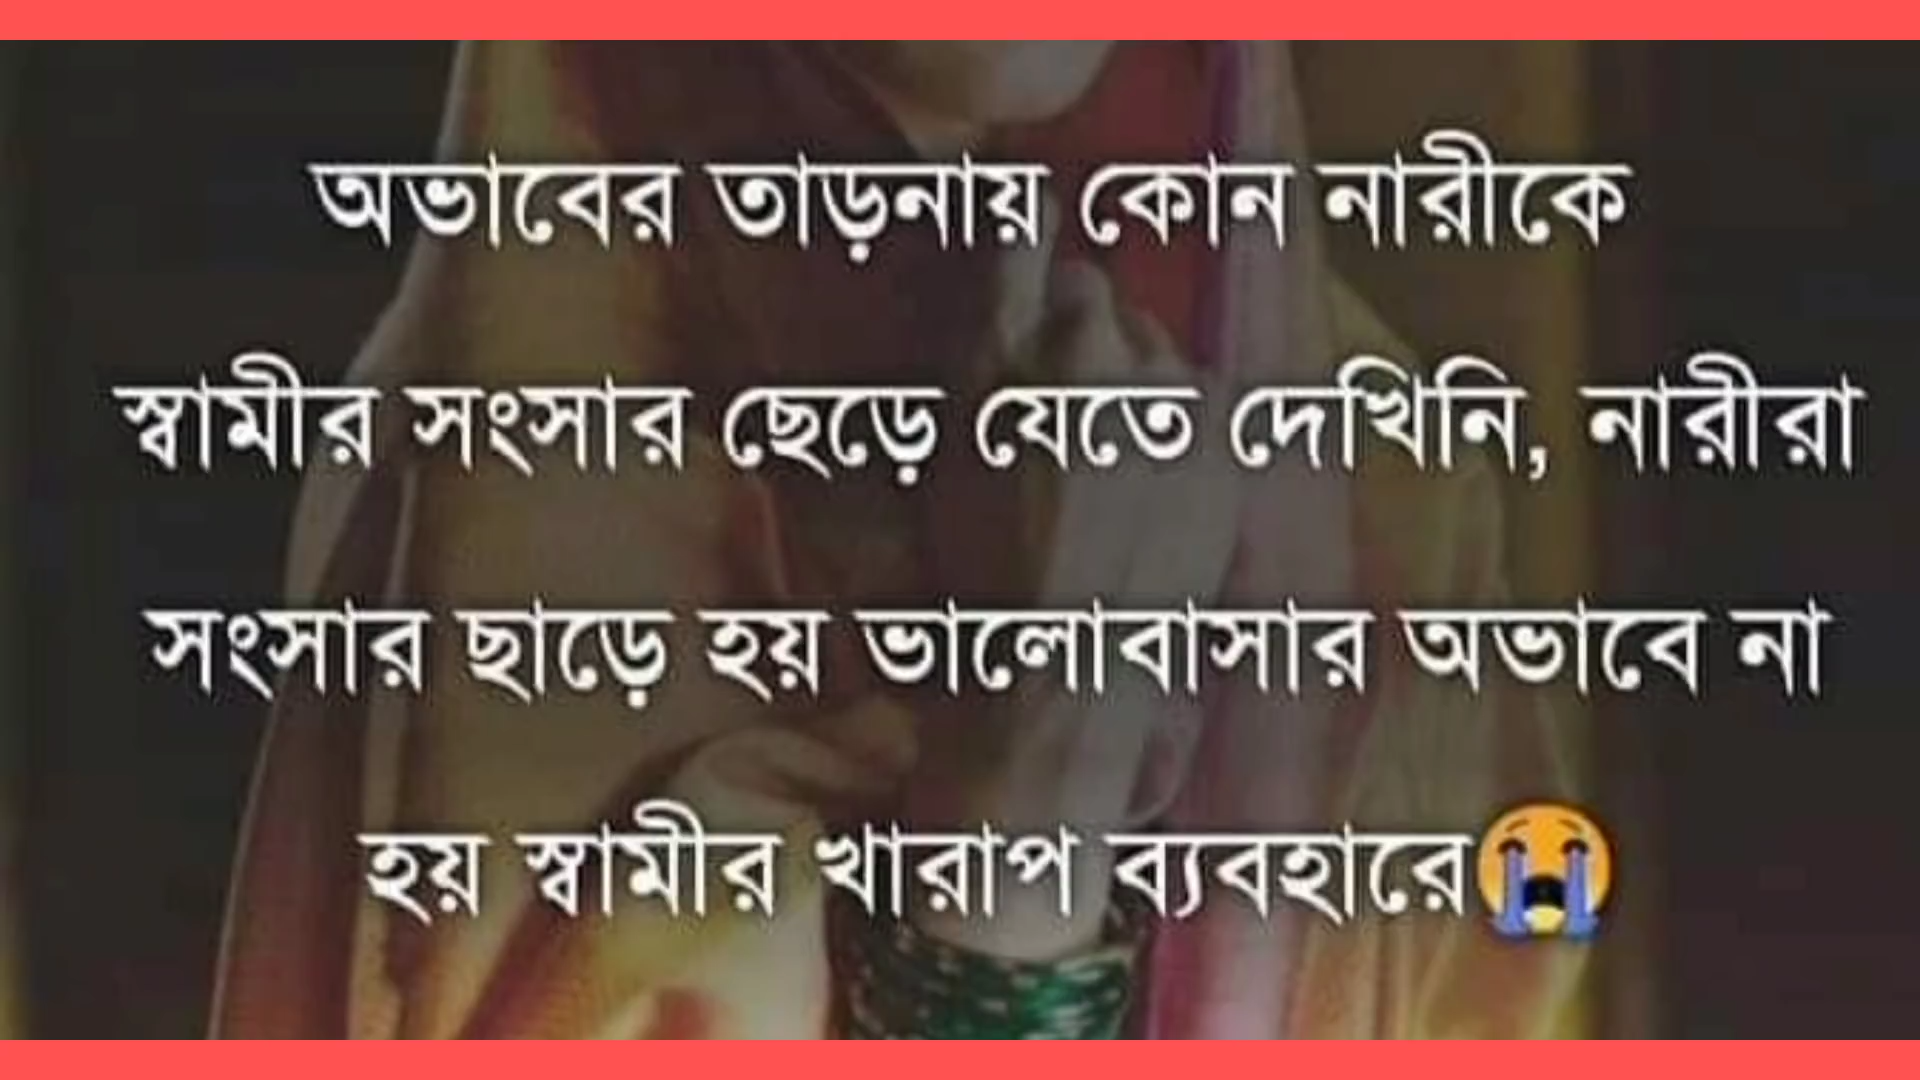 অভাবের তাড়নায় কোন নারীকে
স্বামীর সংসার ছেড়ে যেতে দেখিনি, নারীরা
সংসার ছাড়ে হয় ভালোবাসার অভাবে না
হয় স্বামীর খারাপ ব্যবহারে😭